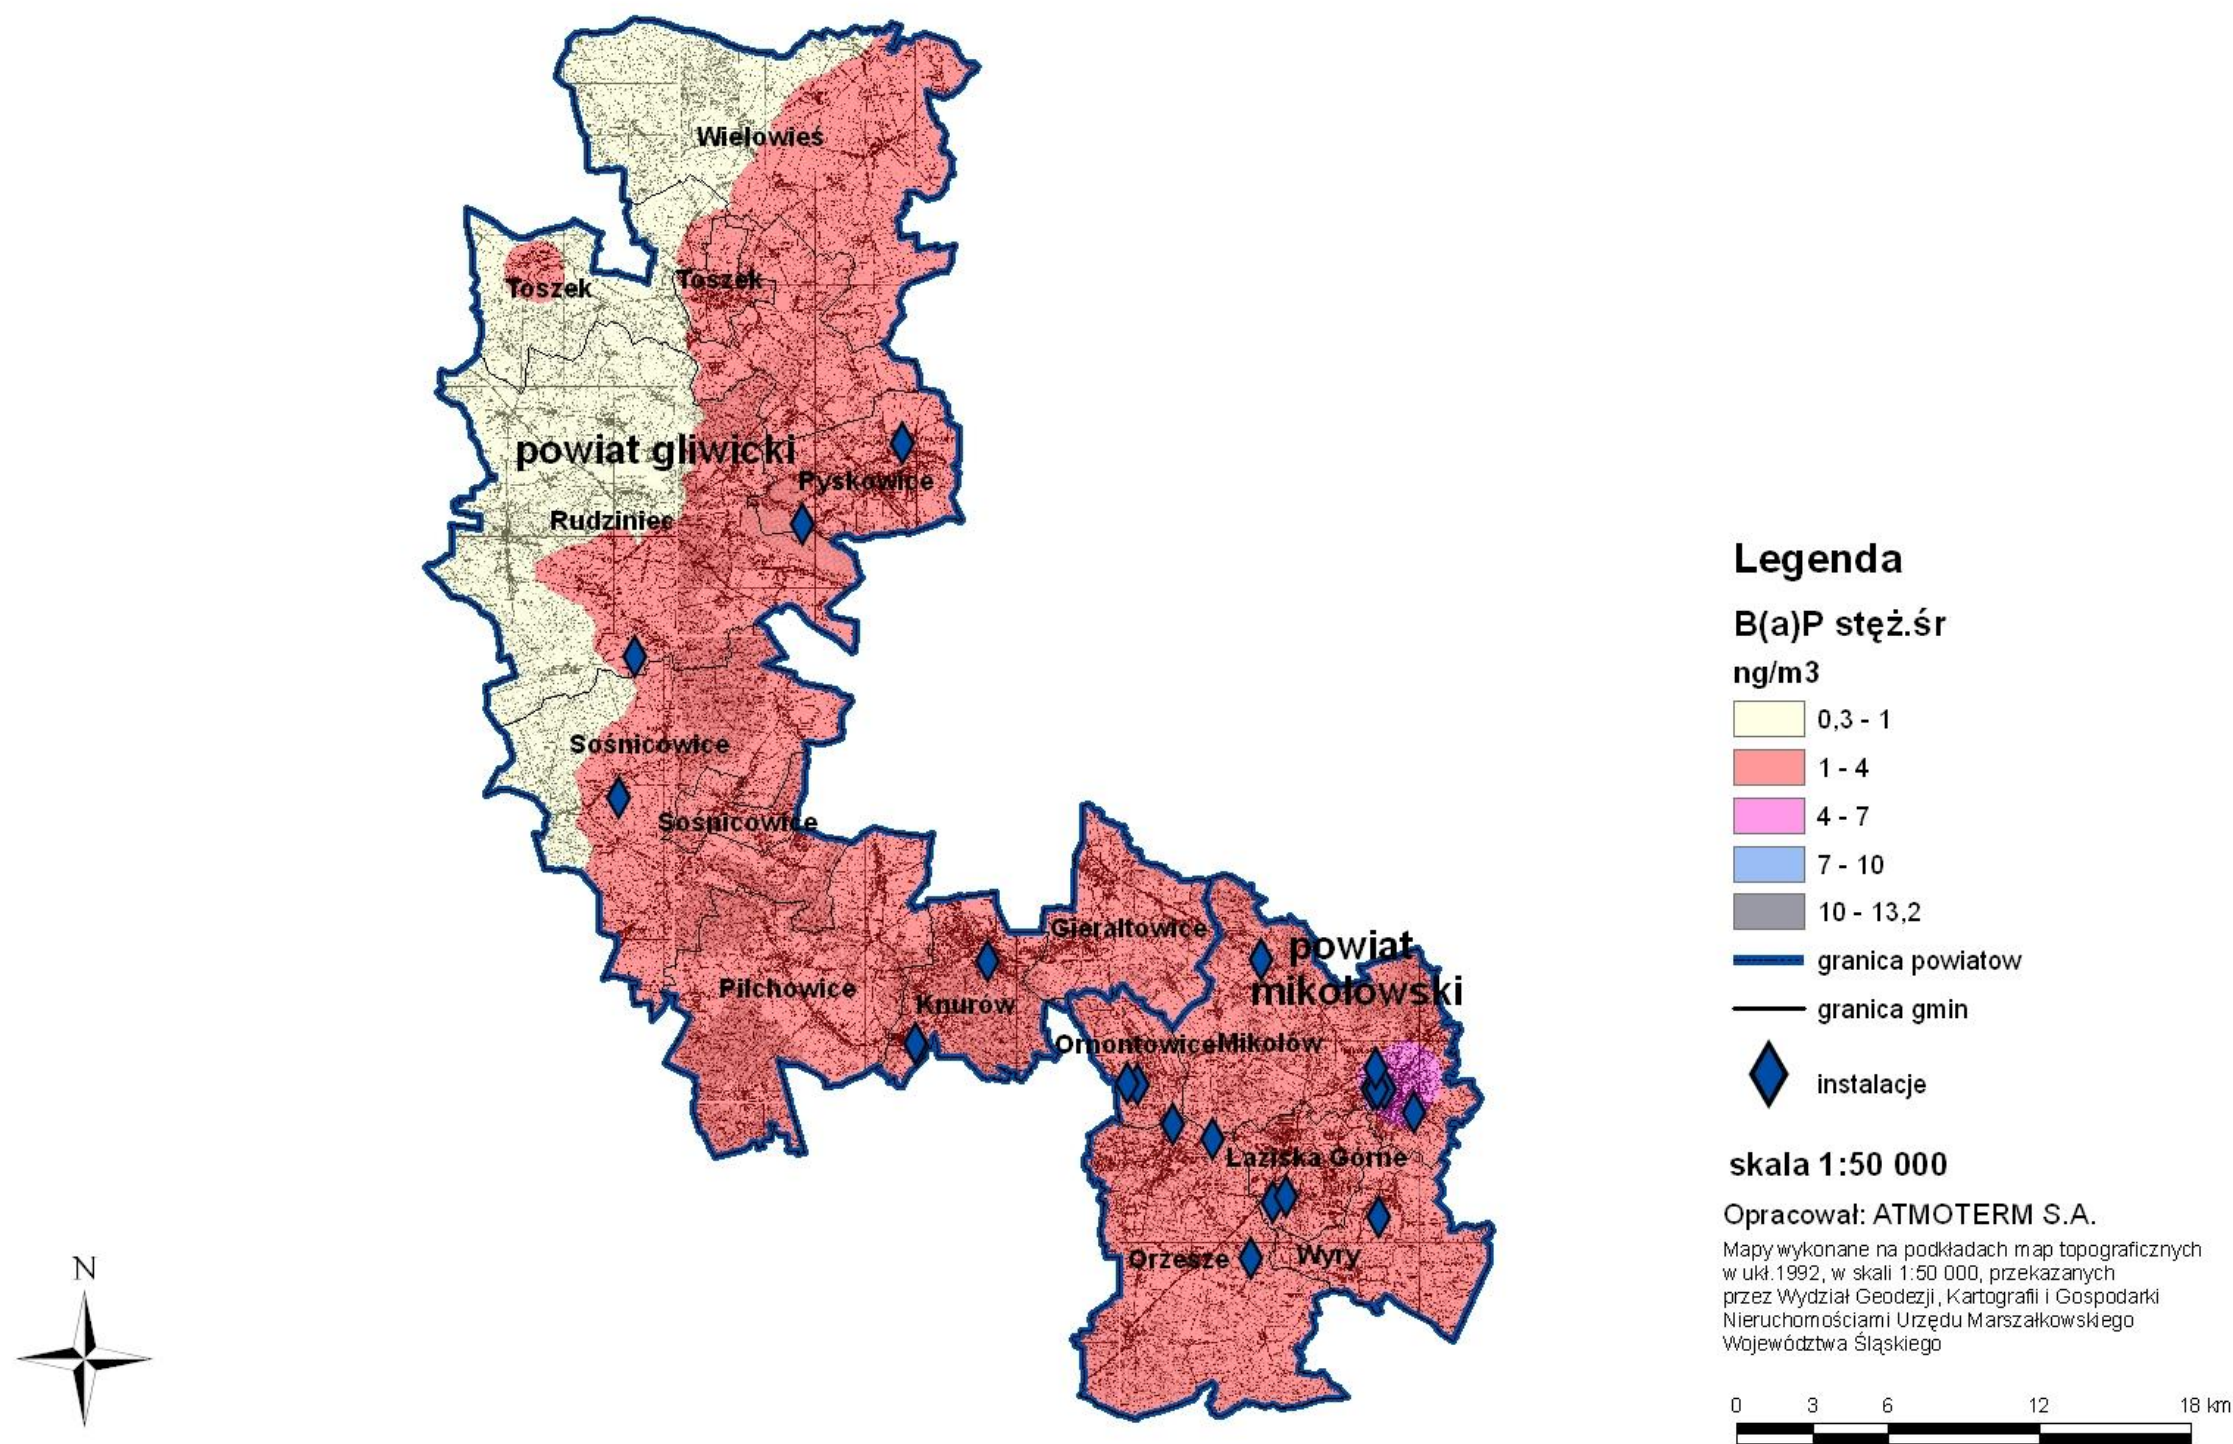 Wielowieś
Toszek
Toszek
powiat gliwicki
Pyskowice
Rudziniec
Sośnicowice
Sośnicowice
Gierałtowice
powiat
mikołowski
Pilchowice
Knurów
Ornontowice
Mikołów
Łaziska Górne
Orzesze
Wyry
Legenda
B(a)P stęż.śr
ng/m3
0,3 - 1
1 - 4
4 - 7
7 - 10
10 - 13,2
granica powiatow
granica gmin
instalacje
skala 1:50 000
Opracował: ATMOTERM S.A.
Mapy wykonane na podkładach map topograficznych
w ukł.1992, w skali 1:50 000, przekazanych
przez Wydział Geodezji, Kartografii i Gospodarki
Nieruchomościami Urzędu Marszałkowskiego
Województwa Śląskiego
N
0 3 6 12 18 km